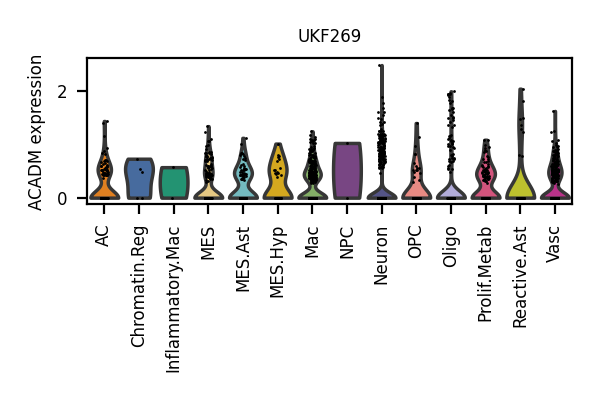 UKF269
ACADM expression
2
0
AC
Chromatin.Reg
Inflammatory.Mac
MES
MES.Ast
MES.Hyp
Mac
NPC
Neuron
OPC
Oligo
Prolif.Metab
Reactive.Ast
Vasc